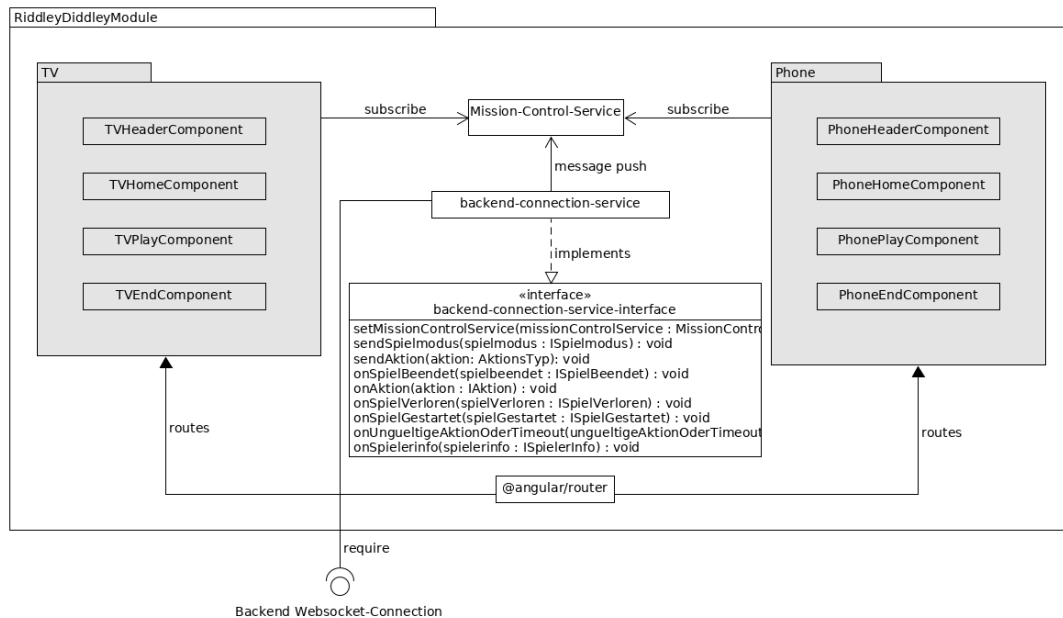 RiddleyDiddleyModule
TV
Phone
TVHeaderComponent
TVHomeComponent
TVPlayComponent
TVEndComponent
subscribe
Mission-Control-Service
subscribe
message push
backend-connection-service
implements
«interface»
backend-connection-service-interface
setMissionControlService(missionControlService : MissionContro
sendSpielmodus(spielmodus : ISpielmodus) : void
sendAktion(aktion: AktionsTyp): void
onSpielBeendet(spielbeendet : ISpielBeendet) : void
onAktion(aktion : IAktion) : void
onSpielVerloren(spielVerloren : ISpielVerloren) : void
onSpielGestartet(spielGestartet : ISpielGestartet) : void
onUngueltigeAktionOderTimeout(ungueltigeAktionOderTimeout
onSpielerinfo(spielerinfo : ISpielerInfo) : void
PhoneHeaderComponent
PhoneHomeComponent
PhonePlayComponent
PhoneEndComponent
routes
routes
@angular/router
require
Backend Websocket-Connection